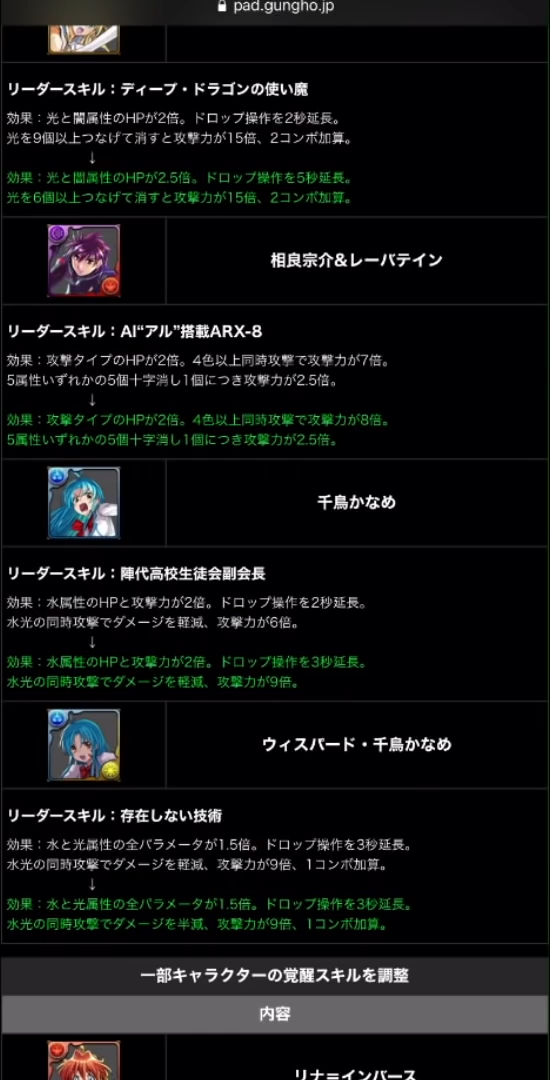 pad.gungho.jp
リーダースキル：ディープ・ドラゴンの使い魔
効果：光と闇属性のHPが2倍。ドロップ操作を2秒延長。
光を9個以上つなげて消すと攻撃力が15倍、2コンボ加算。
↓
効果：光と闇属性のHPが2.5倍。ドロップ操作を5秒延長。
光を6個以上つなげて消すと攻撃力が15倍、2コンボ加算。
相良宗介&レーバテイン
リーダースキル：AI“アル”搭載ARX-8
効果：攻撃タイプのHPが2倍。4色以上同時攻撃で攻撃力が7倍。
5属性いずれかの5個十字消し1個につき攻撃力が2.5倍。
↓
効果：攻撃タイプのHPが2倍。4色以上同時攻撃で攻撃力が8倍。
5属性いずれかの5個十字消し1個につき攻撃力が2.5倍。
千鳥かなめ
リーダースキル：陣代高校生徒会副会長
効果：水属性のHPと攻撃力が2倍。ドロップ操作を2秒延長。
水光の同時攻撃でダメージを軽減、攻撃力が6倍。
↓
効果：水属性のHPと攻撃力が2倍。ドロップ操作を3秒延長。
水光の同時攻撃でダメージを軽減、攻撃力が9倍。
ウィスパード・千鳥かなめ
リーダースキル：存在しない技術
効果：水と光属性の全パラメータが1.5倍。ドロップ操作を3秒延長。
水光の同時攻撃でダメージを軽減、攻撃力が9倍、1コンボ加算。
↓
効果：水と光属性の全パラメータが1.5倍。ドロップ操作を3秒延長。
水光の同時攻撃でダメージを半減、攻撃力が9倍、1コンボ加算。
一部キャラクターの覚醒スキルを調整
内容
リナ=インバース